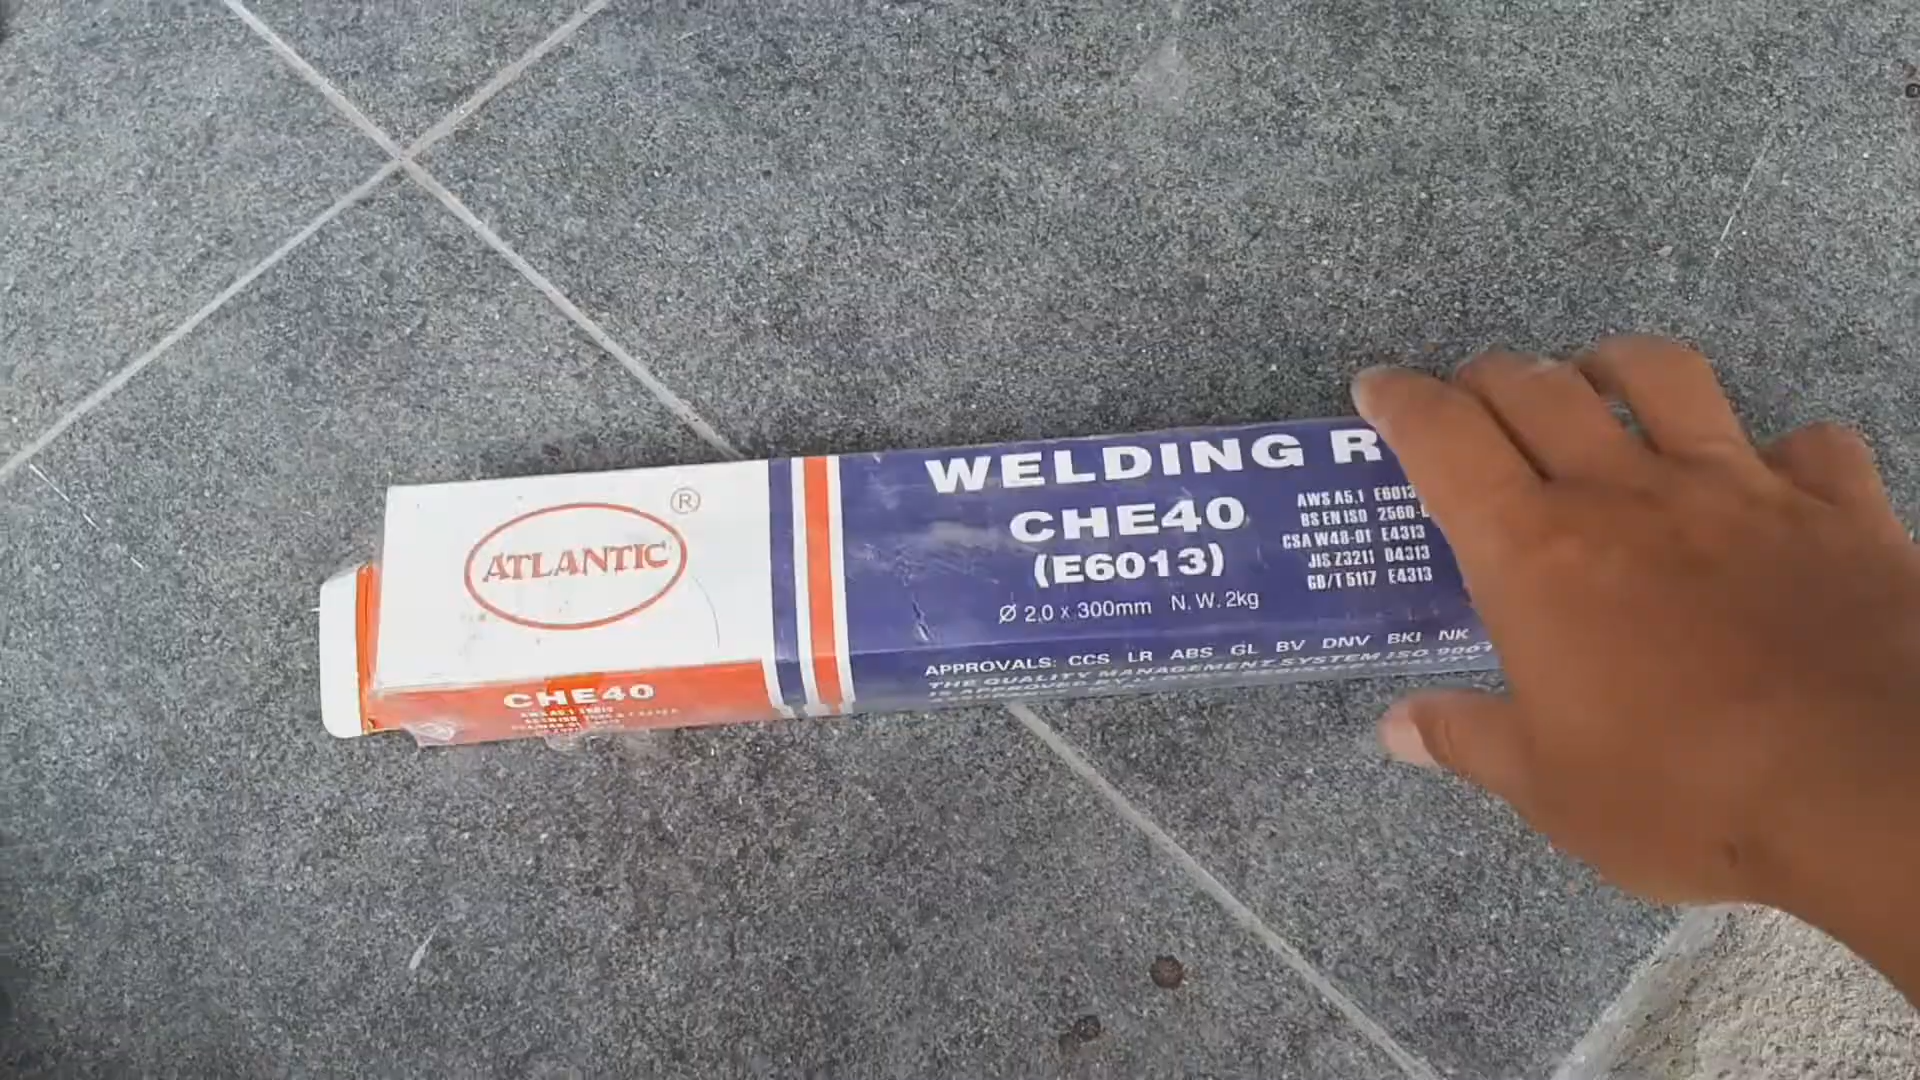 ATLANTIC
®
CHE40
WELDING R
CHE40
(E6013)
Ø 2.0 x 300mm N. W. 2kg
AWS A5.1 E6013
BS EN ISO 2560-
CSA W48-01 E4313
JIS Z3211 D4313
GB/T 5117 E4313
APPROVALS: CCS LR ABS GL BV DNV BKI NK
THE QUALITY MANAGEMENT SYSTEM ISO 9001